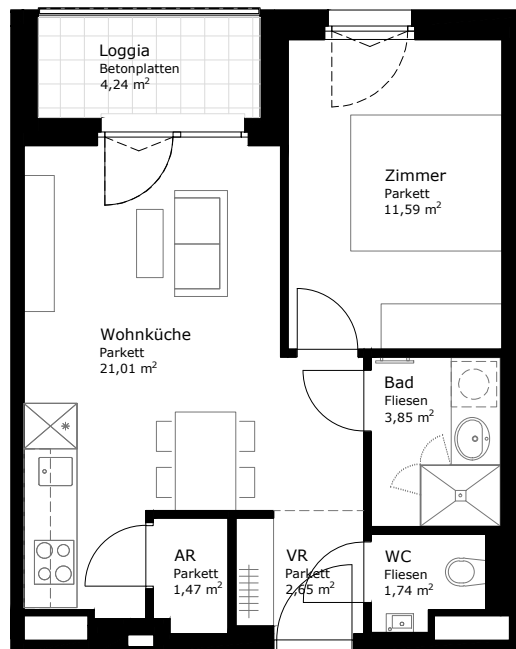 Loggia
Betonplatten
4,24 m²
Zimmer
Parkett
11,59 m²
Wohnküche
Parkett
21,01 m²
Bad
Fliesen
3,85 m²
AR
Parkett
1,47 m²
VR
Parkett
2,65 m²
WC
Fliesen
1,74 m²